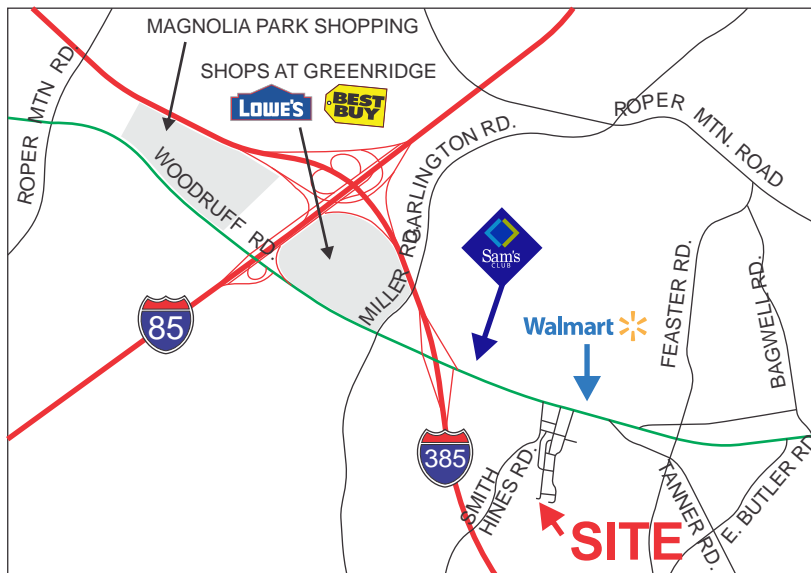 MAGNOLIA PARK SHOPPING
SHOPS AT GREENRIDGE
LOWE'S
BEST
BUY
ROPER MTN RD.
WOODRUFF RD.
DARLINGTON RD.
ROPER
MTN. ROAD
MILLER RD.
Sam's
CLUB
Walmart
FEASTER RD.
BAGWELL RD.
85
385
SMITH
HINES RD.
TANNER RD.
E. BUTLER RD
SITE